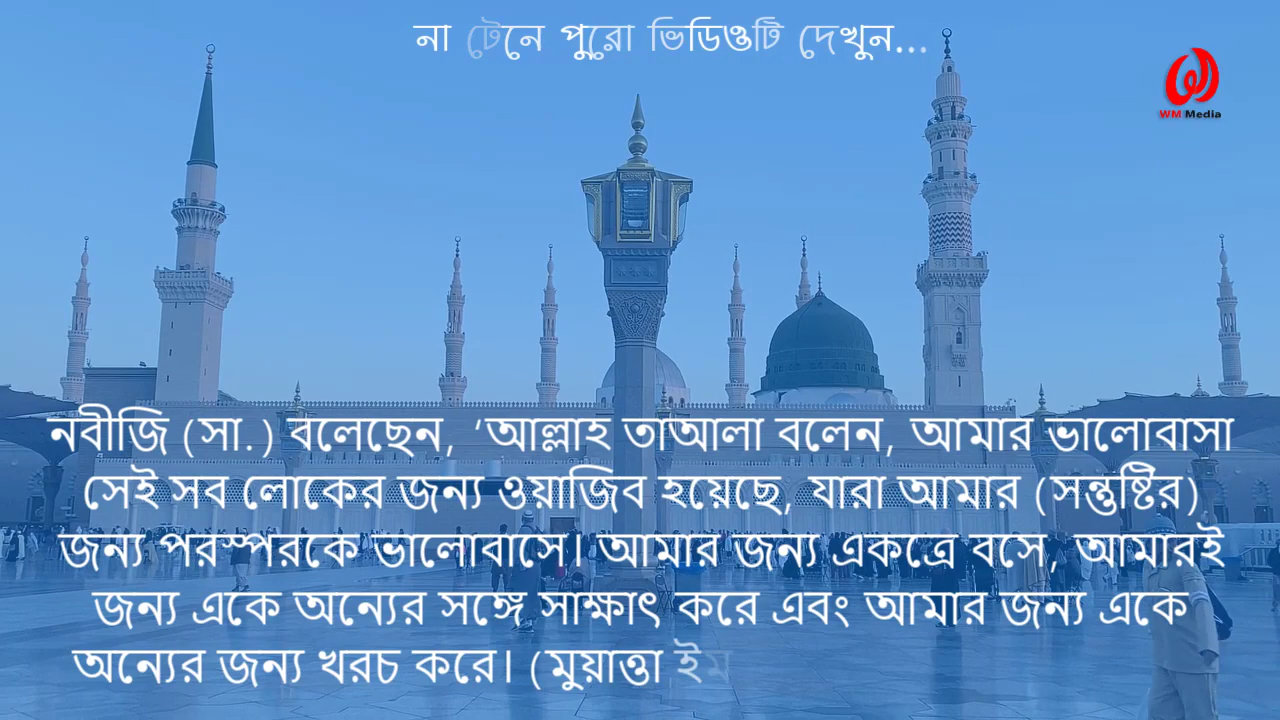 না টেনে পুরো ভিডিওটি দেখুন...
WM Media
নবীজি (সা.) বলেছেন, ‘আল্লাহ তাআলা বলেন, আমার ভালোবাসা
সেই সব লোকের জন্য ওয়াজিব হয়েছে, যারা আমার (সন্তুষ্টির)
জন্য পরস্পরকে ভালোবাসে। আমার জন্য একত্রে বসে, আমারই
জন্য একে অন্যের সঙ্গে সাক্ষাৎ করে এবং আমার জন্য একে
অন্যের জন্য খরচ করে। (মুয়াত্তা ইম